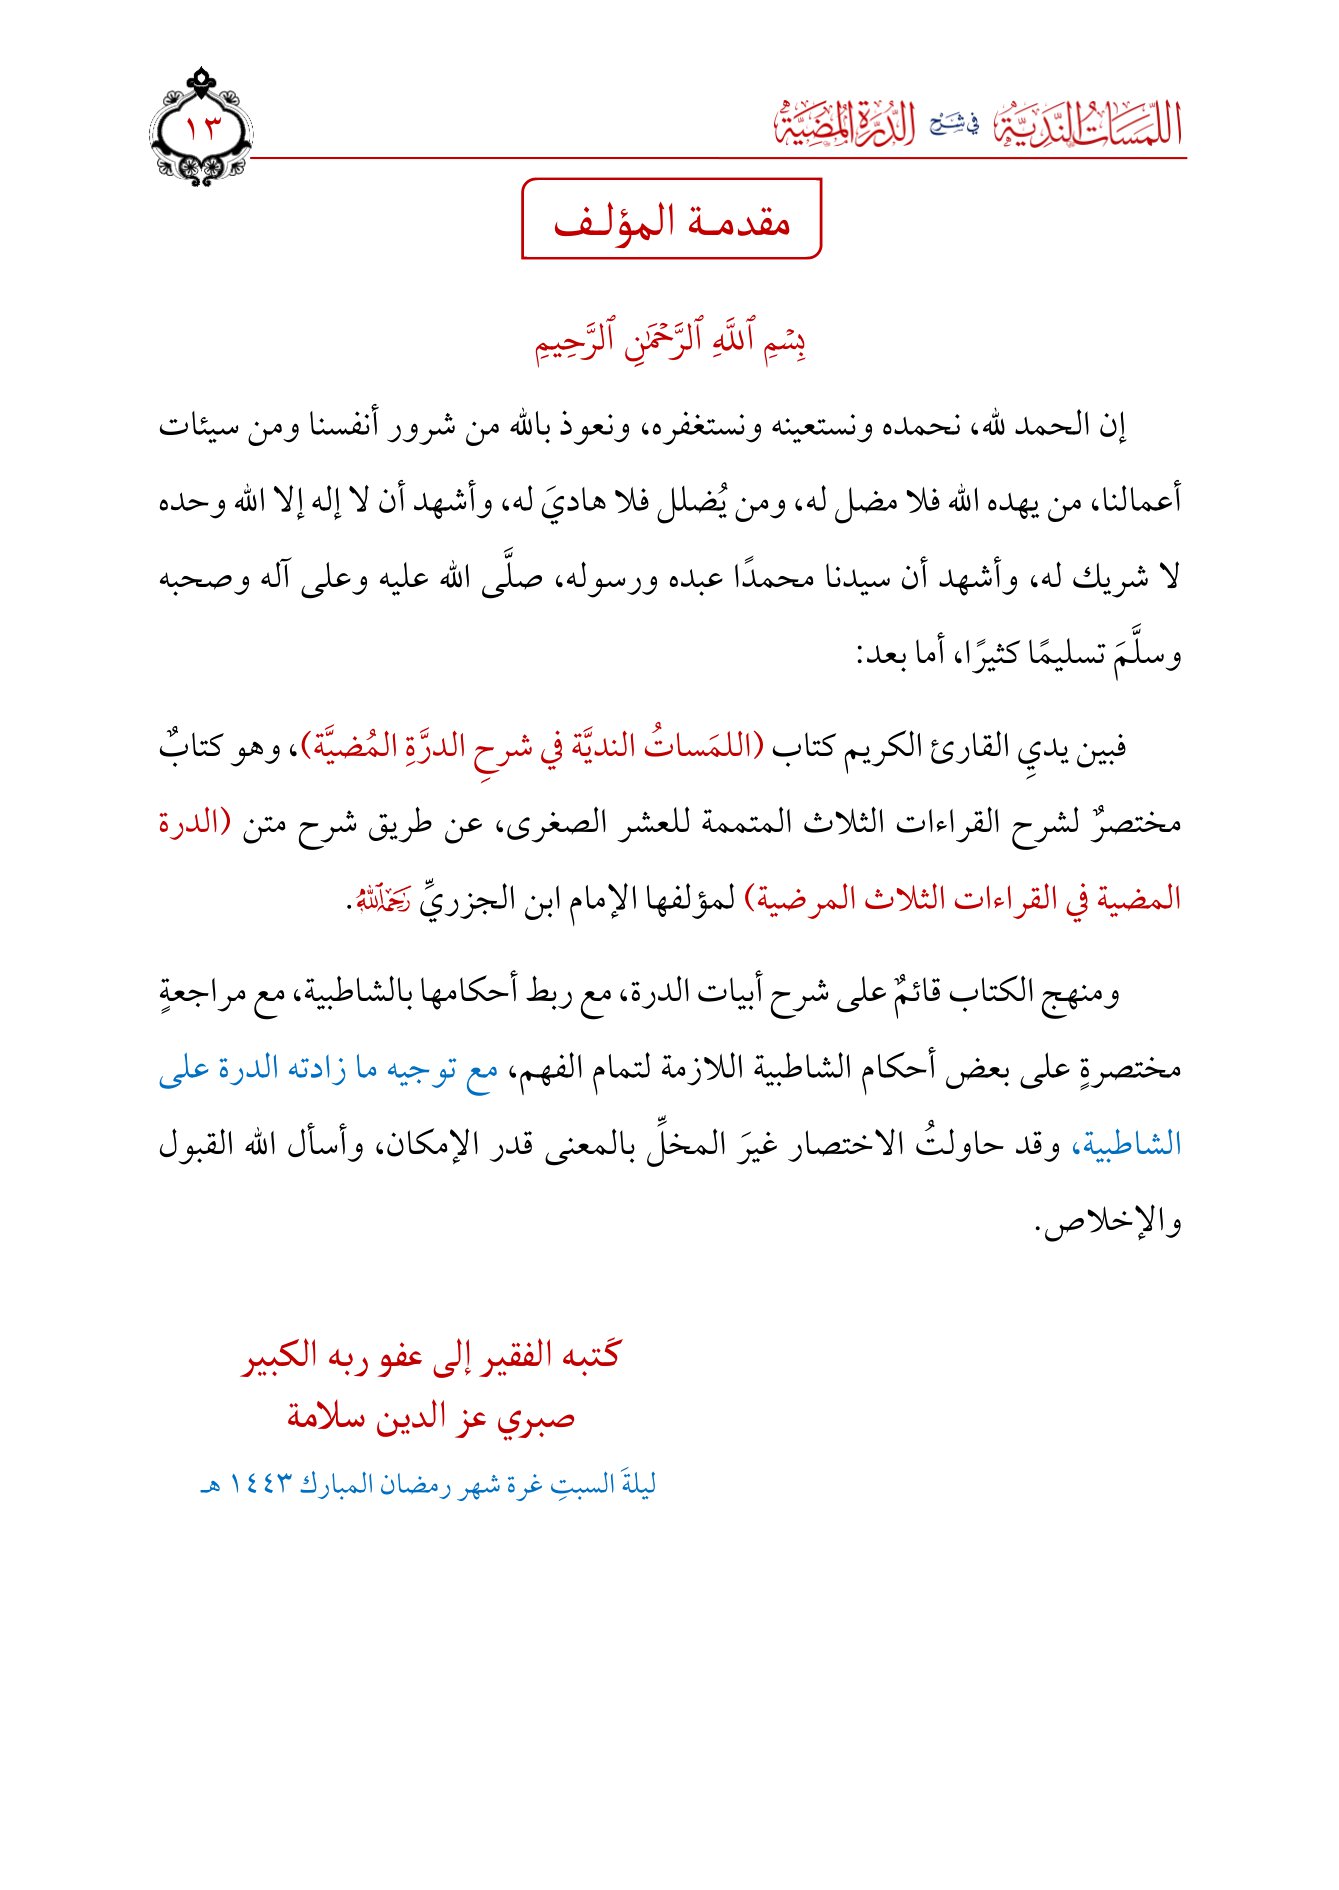 اللَّمَسَاتُ النَّدِيَّةُ فِي شَرْحِ الدُّرَّةِ المُضِيَّةِ
١٣
مقدمـة المؤلـف
بِسْمِ ٱللَّهِ ٱلرَّحْمَٰنِ ٱلرَّحِيمِ
إن الحمد لله، نحمده ونستعينه ونستغفره، ونعوذ بالله من شرور أنفسنا ومن سيئات
أعمالنا، من يهده الله فلا مضل له، ومن يُضلل فلا هاديَ له، وأشهد أن لا إله إلا الله وحده
لا شريك له، وأشهد أن سيدنا محمدًا عبده ورسوله، صلَّى الله عليه وعلى آله وصحبه
وسلَّمَ تسليمًا كثيرًا، أما بعد:
فبين يديِ القارئ الكريم كتاب (اللمَساتُ النديَّة في شرحِ الدرَّةِ المُضيَّة)، وهو كتابٌ
مختصرٌ لشرح القراءات الثلاث المتممة للعشر الصغرى، عن طريق شرح متن (الدرة
المضية في القراءات الثلاث المرضية) لمؤلفها الإمام ابن الجزريِّ رَحِمَهُ ٱللَّهُ.
ومنهج الكتاب قائمٌ على شرح أبيات الدرة، مع ربط أحكامها بالشاطبية، مع مراجعةٍ
مختصرةٍ على بعض أحكام الشاطبية اللازمة لتمام الفهم، مع توجيه ما زادته الدرة على
الشاطبية، وقد حاولتُ الاختصار غيرَ المخلِّ بالمعنى قدر الإمكان، وأسأل الله القبول
والإخلاص.
كَتبه الفقير إلى عفو ربه الكبير
صبري عز الدين سلامة
ليلةَ السبتِ غرة شهر رمضان المبارك ١٤٤٣ هـ